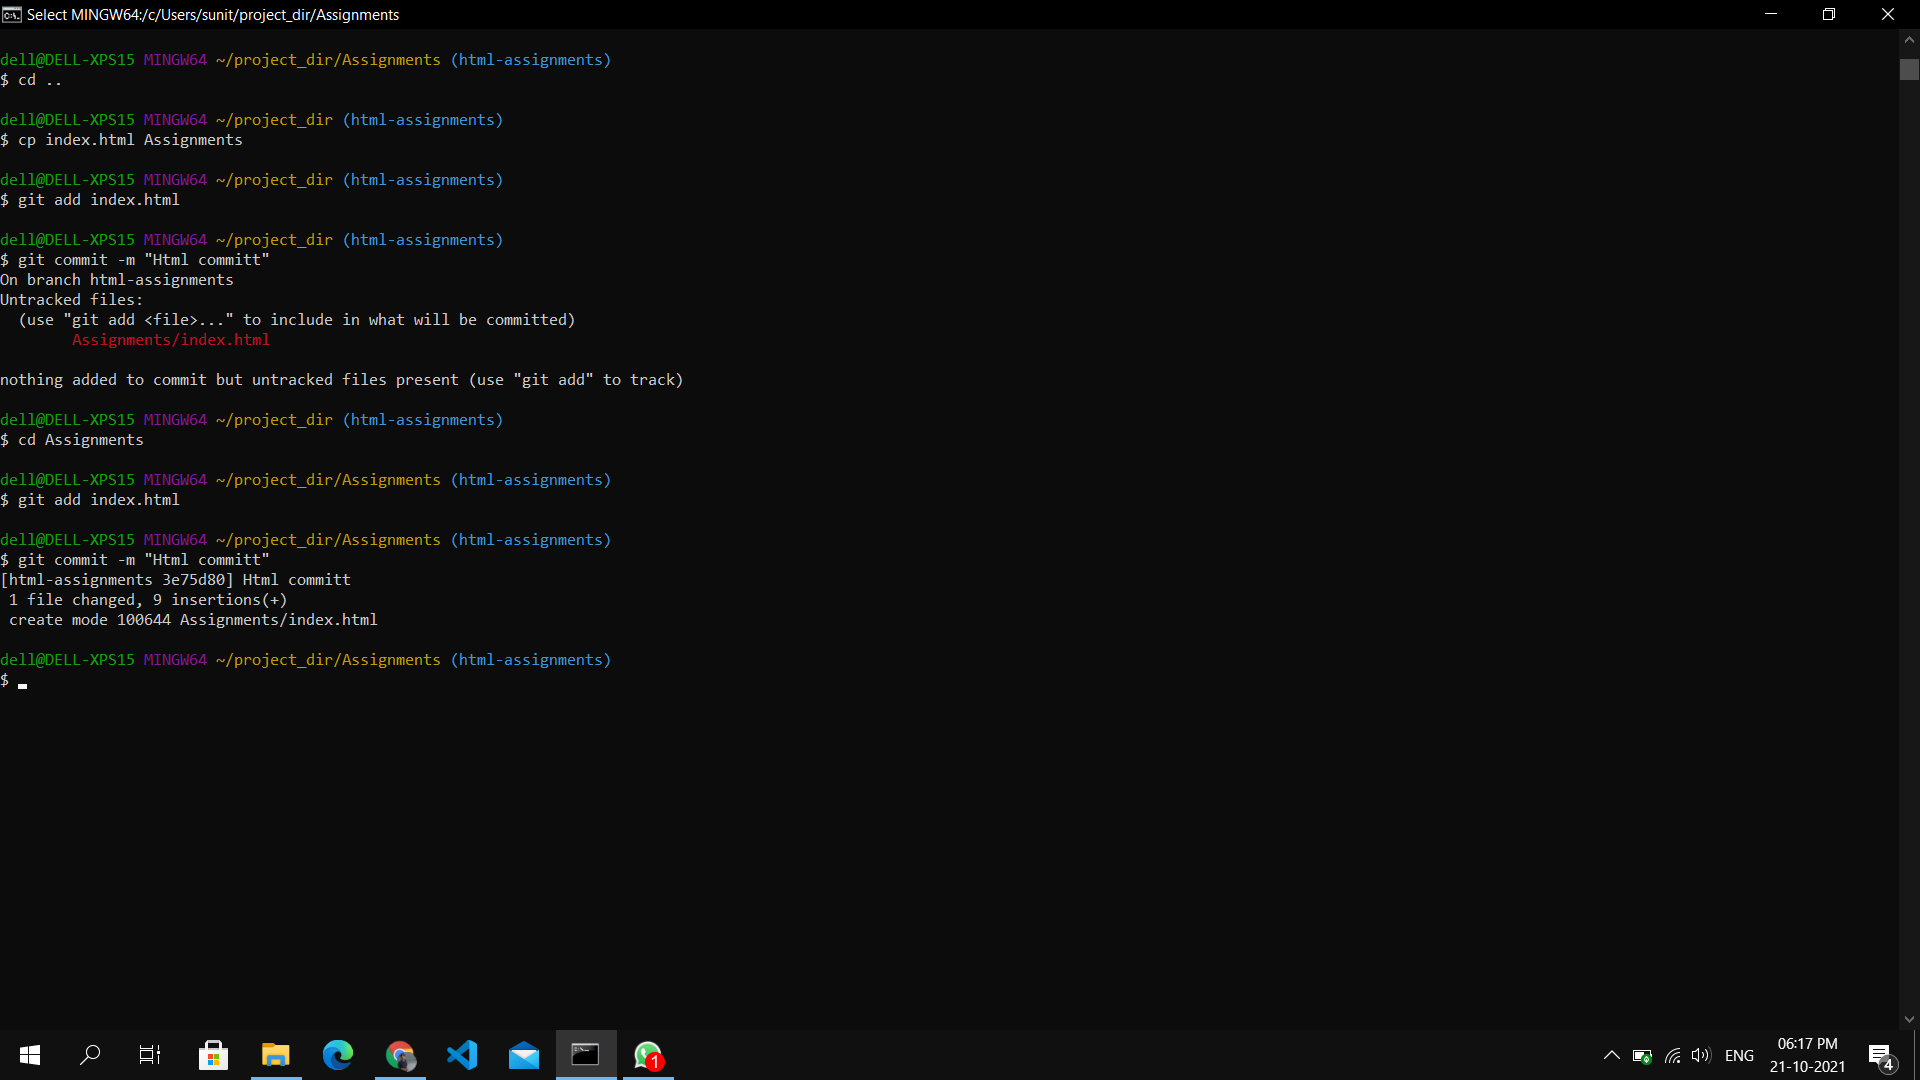 Select MINGW64:/c/Users/sunit/project_dir/Assignments
dell@DELL-XPS15 MINGW64 ~/project_dir/Assignments (html-assignments)
$ cd ..
dell@DELL-XPS15 MINGW64 ~/project_dir (html-assignments)
$ cp index.html Assignments
dell@DELL-XPS15 MINGW64 ~/project_dir (html-assignments)
$ git add index.html
dell@DELL-XPS15 MINGW64 ~/project_dir (html-assignments)
$ git commit -m "Html committ"
On branch html-assignments
Untracked files:
  (use "git add <file>..." to include in what will be committed)
        Assignments/index.html
nothing added to commit but untracked files present (use "git add" to track)
dell@DELL-XPS15 MINGW64 ~/project_dir (html-assignments)
$ cd Assignments
dell@DELL-XPS15 MINGW64 ~/project_dir/Assignments (html-assignments)
$ git add index.html
dell@DELL-XPS15 MINGW64 ~/project_dir/Assignments (html-assignments)
$ git commit -m "Html committ"
[html-assignments 3e75d80] Html committ
 1 file changed, 9 insertions(+)
 create mode 100644 Assignments/index.html
dell@DELL-XPS15 MINGW64 ~/project_dir/Assignments (html-assignments)
$
1
ENG
06:17 PM
21-10-2021
4